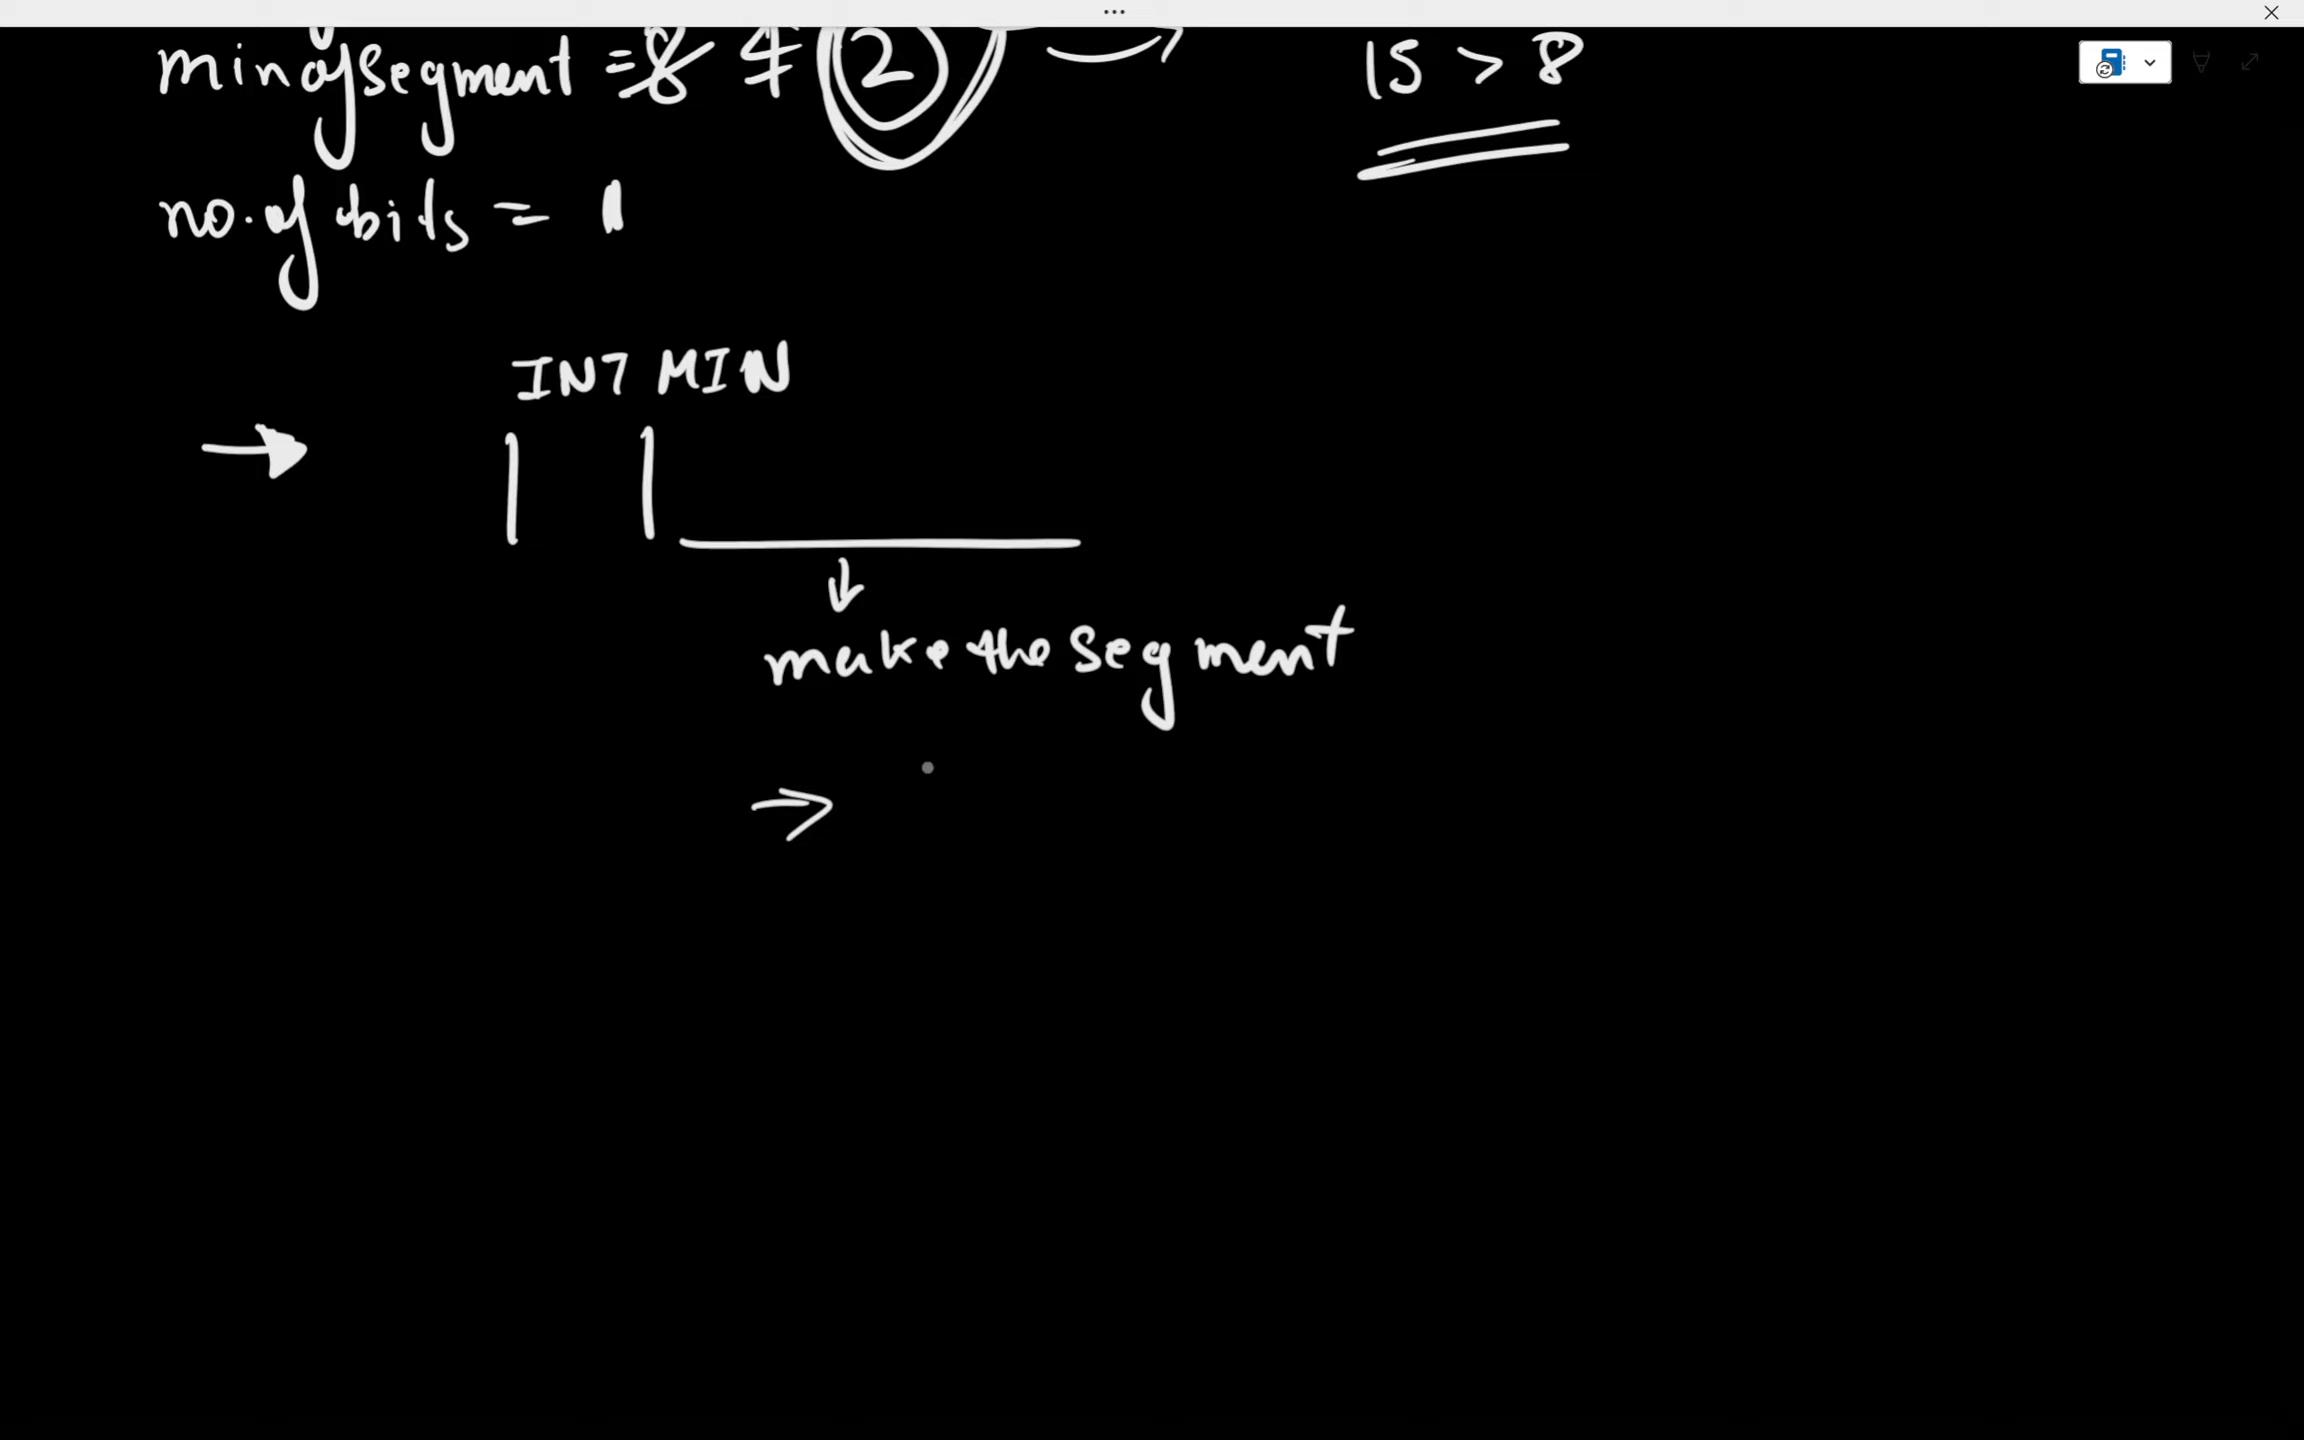 min of segment = 8 4 2 → 15 > 8
no. of bits = 1
INT MIN
→ | |
↓
make the segment
⇒